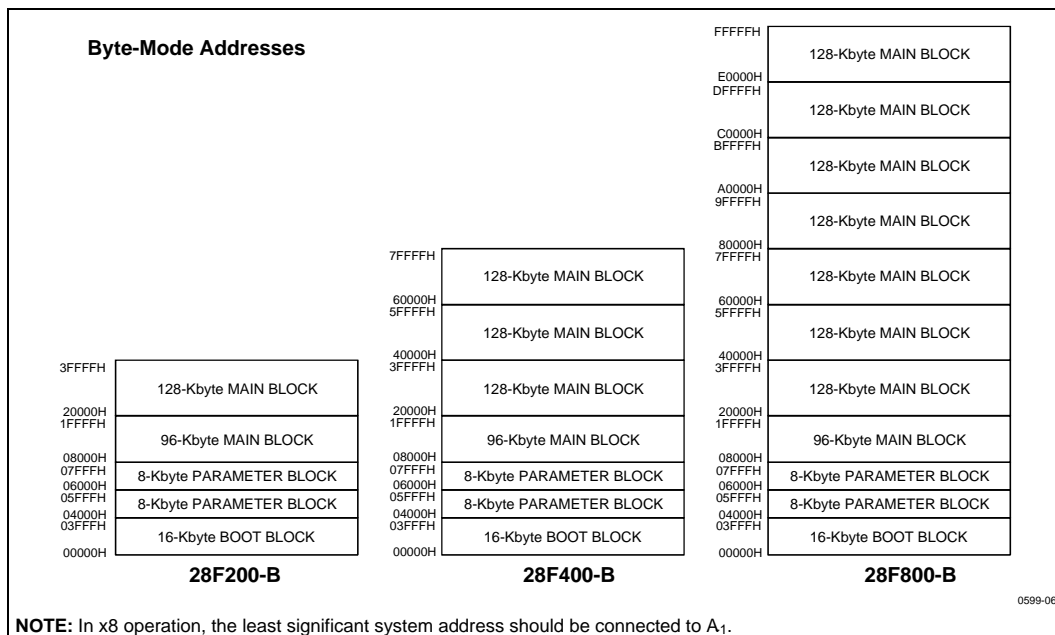 Byte-Mode Addresses
3FFFFH
128-Kbyte MAIN BLOCK
20000H
1FFFFH
96-Kbyte MAIN BLOCK
08000H
07FFFH
8-Kbyte PARAMETER BLOCK
06000H
05FFFH
8-Kbyte PARAMETER BLOCK
04000H
03FFFH
16-Kbyte BOOT BLOCK
00000H
28F200-B
7FFFFH
128-Kbyte MAIN BLOCK
60000H
5FFFFH
128-Kbyte MAIN BLOCK
40000H
3FFFFH
128-Kbyte MAIN BLOCK
20000H
1FFFFH
96-Kbyte MAIN BLOCK
08000H
07FFFH
8-Kbyte PARAMETER BLOCK
06000H
05FFFH
8-Kbyte PARAMETER BLOCK
04000H
03FFFH
16-Kbyte BOOT BLOCK
00000H
28F400-B
FFFFFH
128-Kbyte MAIN BLOCK
E0000H
DFFFFH
128-Kbyte MAIN BLOCK
C0000H
BFFFFH
128-Kbyte MAIN BLOCK
A0000H
9FFFFH
128-Kbyte MAIN BLOCK
80000H
7FFFFH
128-Kbyte MAIN BLOCK
60000H
5FFFFH
128-Kbyte MAIN BLOCK
40000H
3FFFFH
128-Kbyte MAIN BLOCK
20000H
1FFFFH
96-Kbyte MAIN BLOCK
08000H
07FFFH
8-Kbyte PARAMETER BLOCK
06000H
05FFFH
8-Kbyte PARAMETER BLOCK
04000H
03FFFH
16-Kbyte BOOT BLOCK
00000H
28F800-B
0599-06
NOTE: In x8 operation, the least significant system address should be connected to A₁.